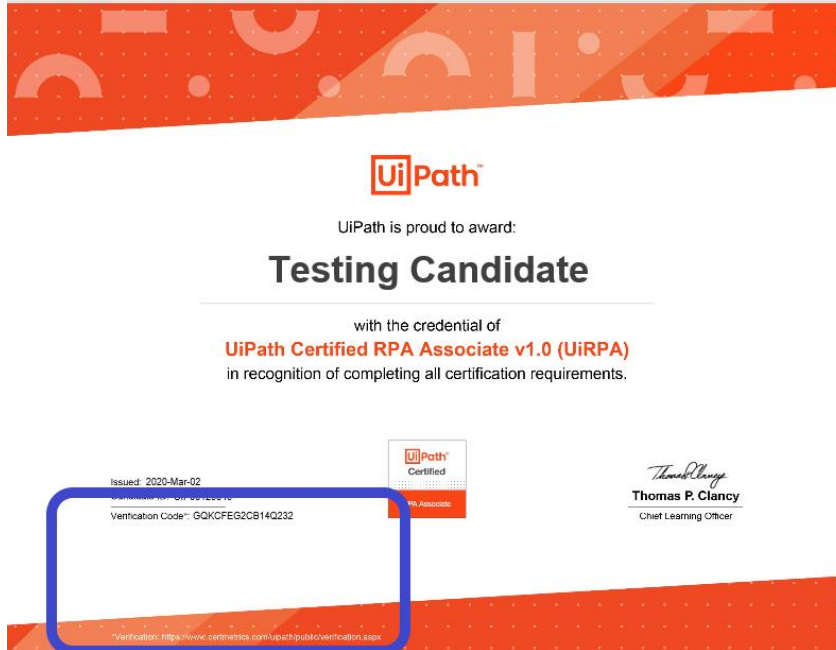 UiPath™
UiPath is proud to award:
Testing Candidate
with the credential of
UiPath Certified RPA Associate v1.0 (UiRPA)
in recognition of completing all certification requirements.
Issued: 2020-Mar-02
Verification Code*: GQKCFEG2CB14Q232
UiPath™
Certified
RPA Associate
Thomas P. Clancy
Chief Learning Officer
*Verification: https://www.certmetrics.com/uipath/public/verification.aspx